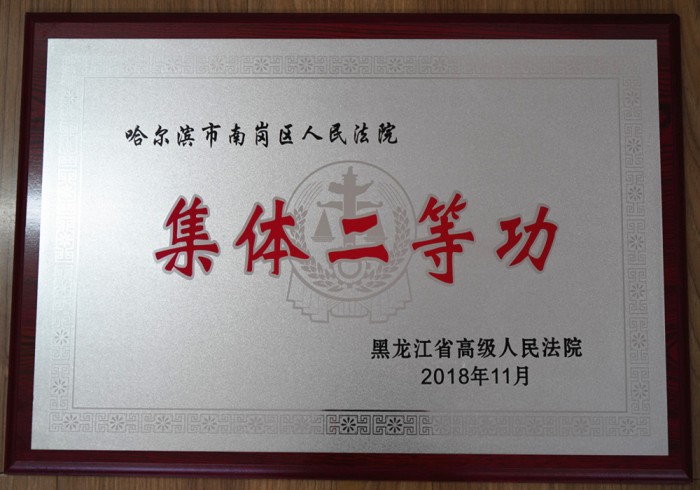 哈尔滨市南岗区人民法院
集体二等功
黑龙江省高级人民法院
2018年11月